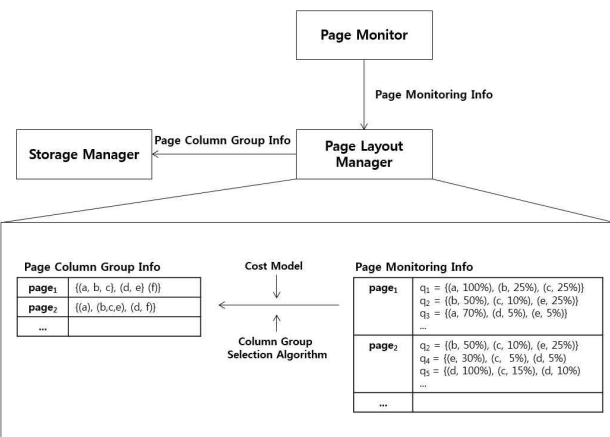 Page Monitor
Page Monitoring Info
Page Column Group Info
Storage Manager
Page Layout
Manager
Page Column Group Info
page1 {(a, b, c}, (d, e} (f)}
page2 {(a), (b,c,e), (d, f)}
...
Cost Model
Column Group
Selection Algorithm
Page Monitoring Info
page1 q1 = {(a, 100%), (b, 25%), (c, 25%)}
q2 = {(b, 50%), (c, 10%), (e, 25%)}
q3 = {(a, 70%), (d, 5%), (e, 5%)}
...
page2 q2 = {(b, 50%), (c, 10%), (e, 25%)}
q4 = {(e, 30%), (c, 5%), (d, 5%)
q5 = {(d, 100%), (c, 15%), (d, 10%)
...
...